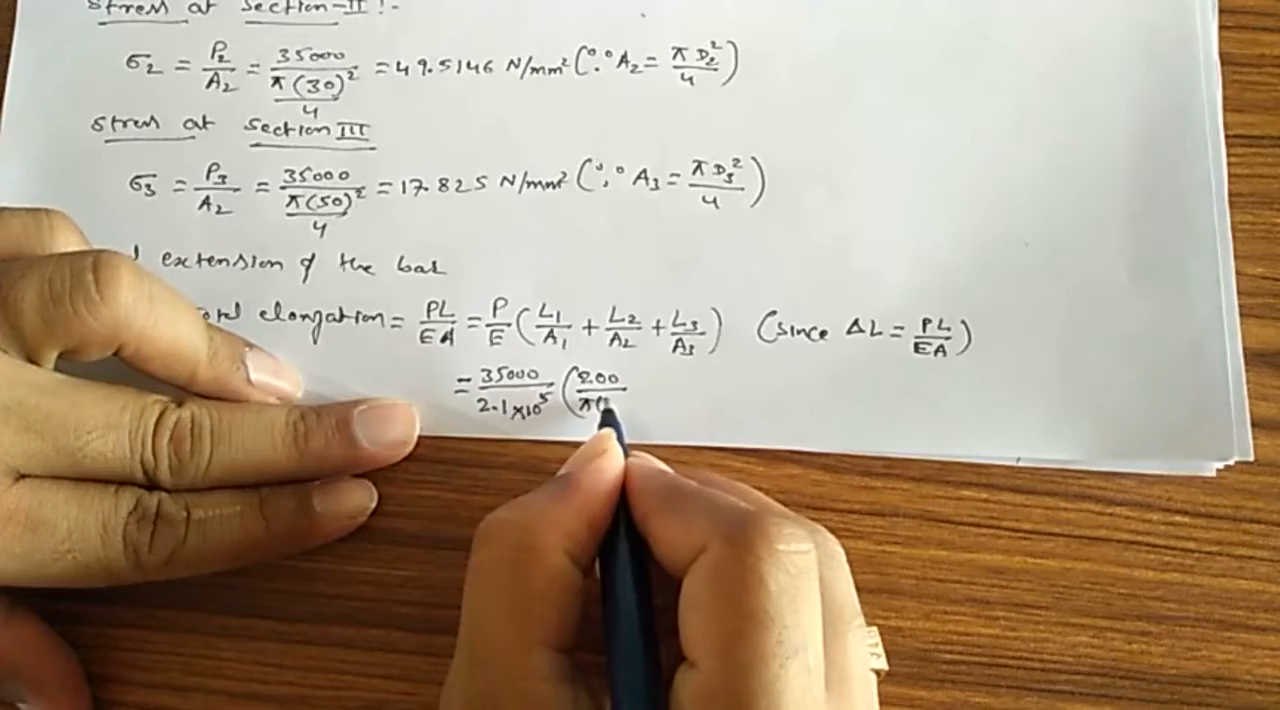 Stress at Section-II :-
σ2 = P2/A2 = 35000/(π(30)²/4) = 49.5146 N/mm² (∵ A2 = πD2²/4)
Stress at Section III
σ3 = P3/A2 = 35000/(π(50)²/4) = 17.825 N/mm² (∵ A3 = πD3²/4)
extension of the bar
elongation = PL/EA = P/E (L1/A1 + L2/A2 + L3/A3) (since ΔL = PL/EA)
= 35000/2.1×10⁵ (200/π(